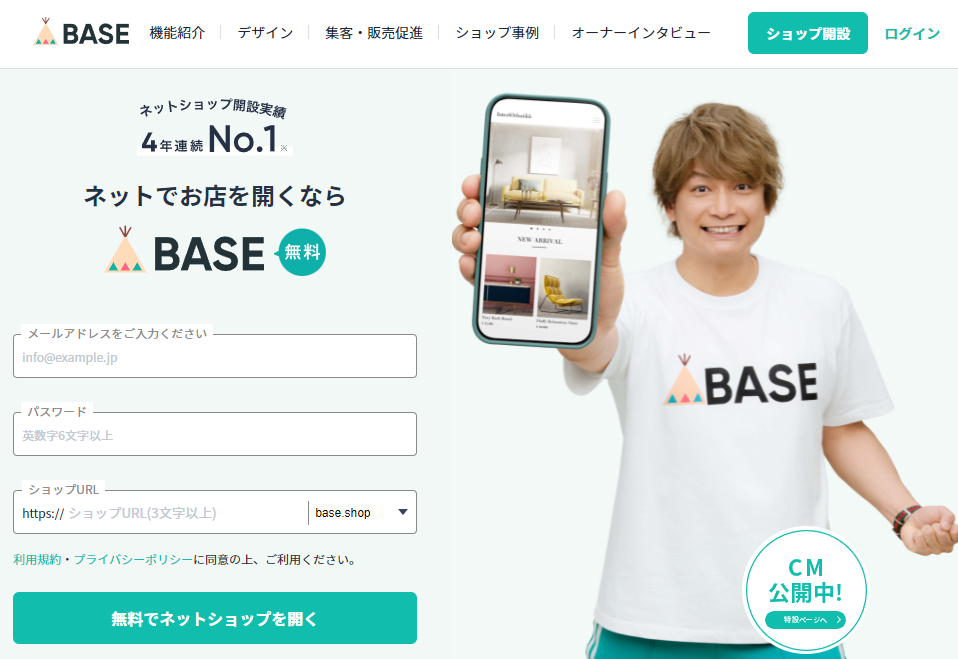 BASE
機能紹介
デザイン
集客・販売促進
ショップ事例
オーナーインタビュー
ショップ開設
ログイン
ネットショップ開設実績
4年連続 No.1※
ネットでお店を開くなら
BASE 無料
メールアドレスをご入力ください
info@example.jp
パスワード
英数字6文字以上
ショップURL
https:// ショップURL(3文字以上) base.shop
利用規約・プライバシーポリシーに同意の上、ご利用ください。
無料でネットショップを開く
NEW ARRIVAL
BASE
CM
公開中!
特設ページへ